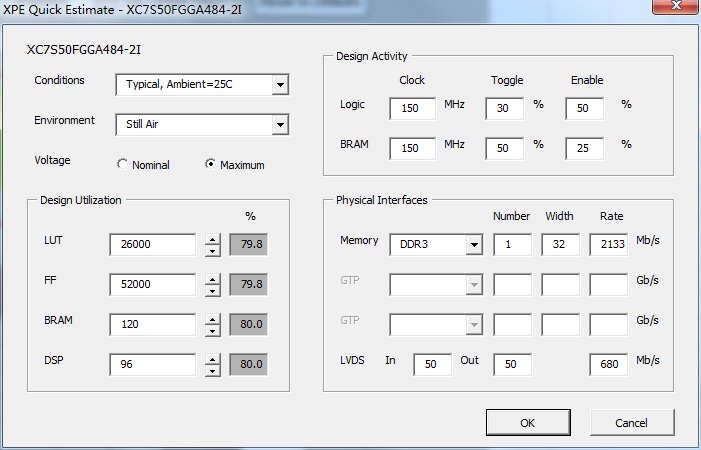 XPE Quick Estimate - XC7S50FGGA484-2I
XC7S50FGGA484-2I
Conditions Typical, Ambient=25C
Environment Still Air
Voltage Nominal Maximum
Design Activity
Clock Toggle Enable
Logic 150 MHz 30 % 50 %
BRAM 150 MHz 50 % 25 %
Design Utilization
%
LUT 26000 79.8
FF 52000 79.8
BRAM 120 80.0
DSP 96 80.0
Physical Interfaces
Number Width Rate
Memory DDR3 1 32 2133 Mb/s
GTP Gb/s
GTP Gb/s
LVDS In 50 Out 50 680 Mb/s
OK Cancel